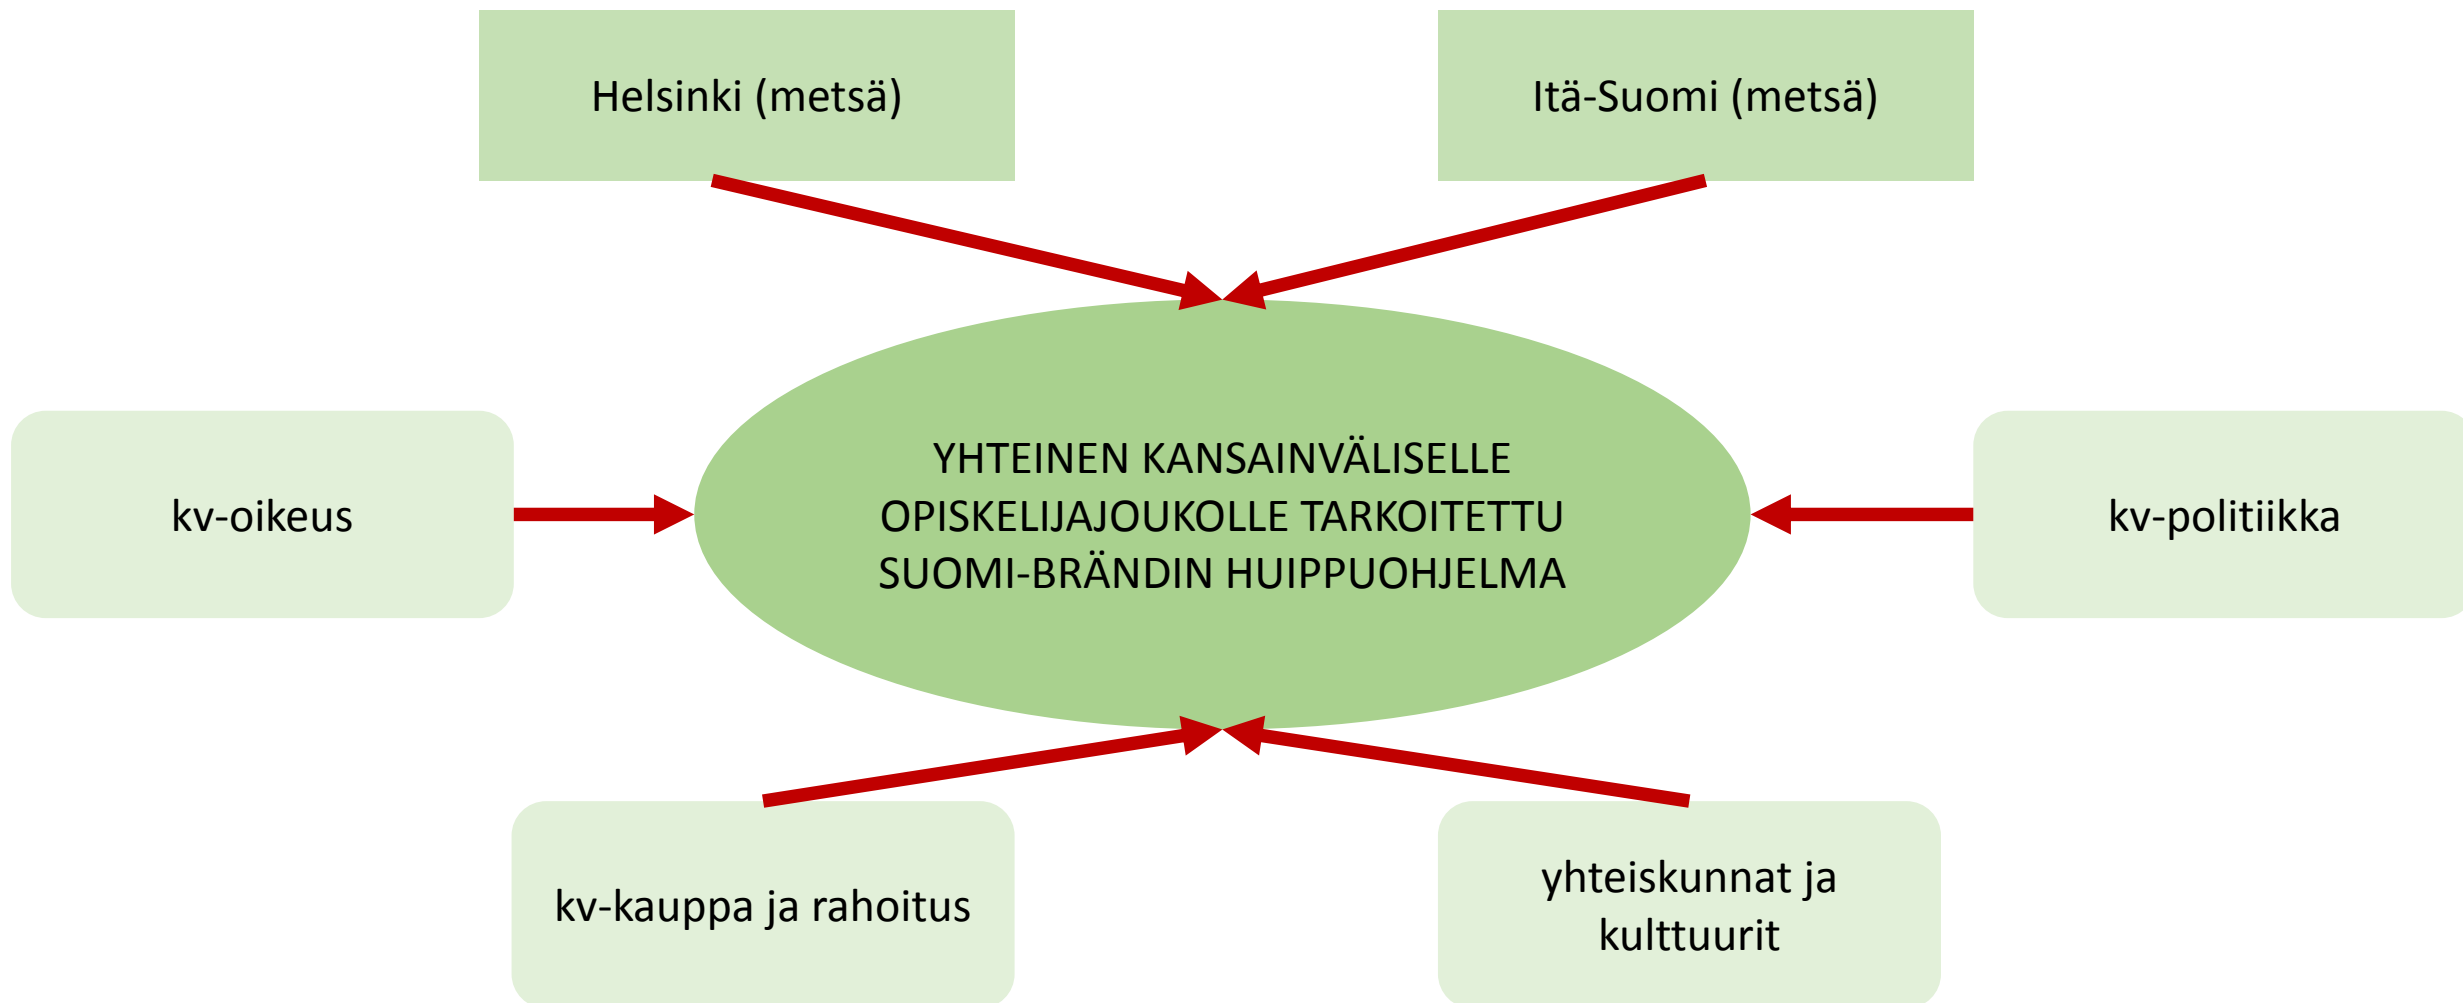 Helsinki (metsä)
Itä-Suomi (metsä)
YHTEINEN KANSAINVÄLISELLE
OPISKELIJAJOUKOLLE TARKOITETTU
SUOMI-BRÄNDIN HUIPPUOHJELMA
kv-oikeus
kv-politiikka
kv-kauppa ja rahoitus
yhteiskunnat ja
kulttuurit